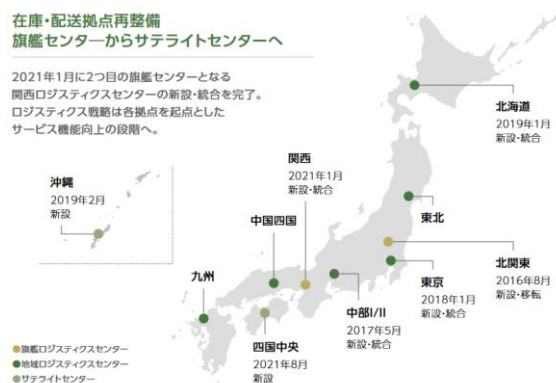 在庫・配送拠点再整備
旗艦センターからサテライトセンターへ
2021年1月に2つ目の旗艦センターとなる
関西ロジスティクスセンターの新設・統合を完了。
ロジスティクス戦略は各拠点を起点とした
サービス機能向上の段階へ。
北海道
2019年1月
新設・統合
関西
2021年1月
新設・統合
沖縄
2019年2月
新設
東北
中国四国
北関東
2016年8月
新設・移転
九州
東京
2018年1月
新設・統合
中部I/II
2017年5月
新設・統合
四国中央
2021年8月
新設
旗艦ロジスティクスセンター
地域ロジスティクスセンター
サテライトセンター